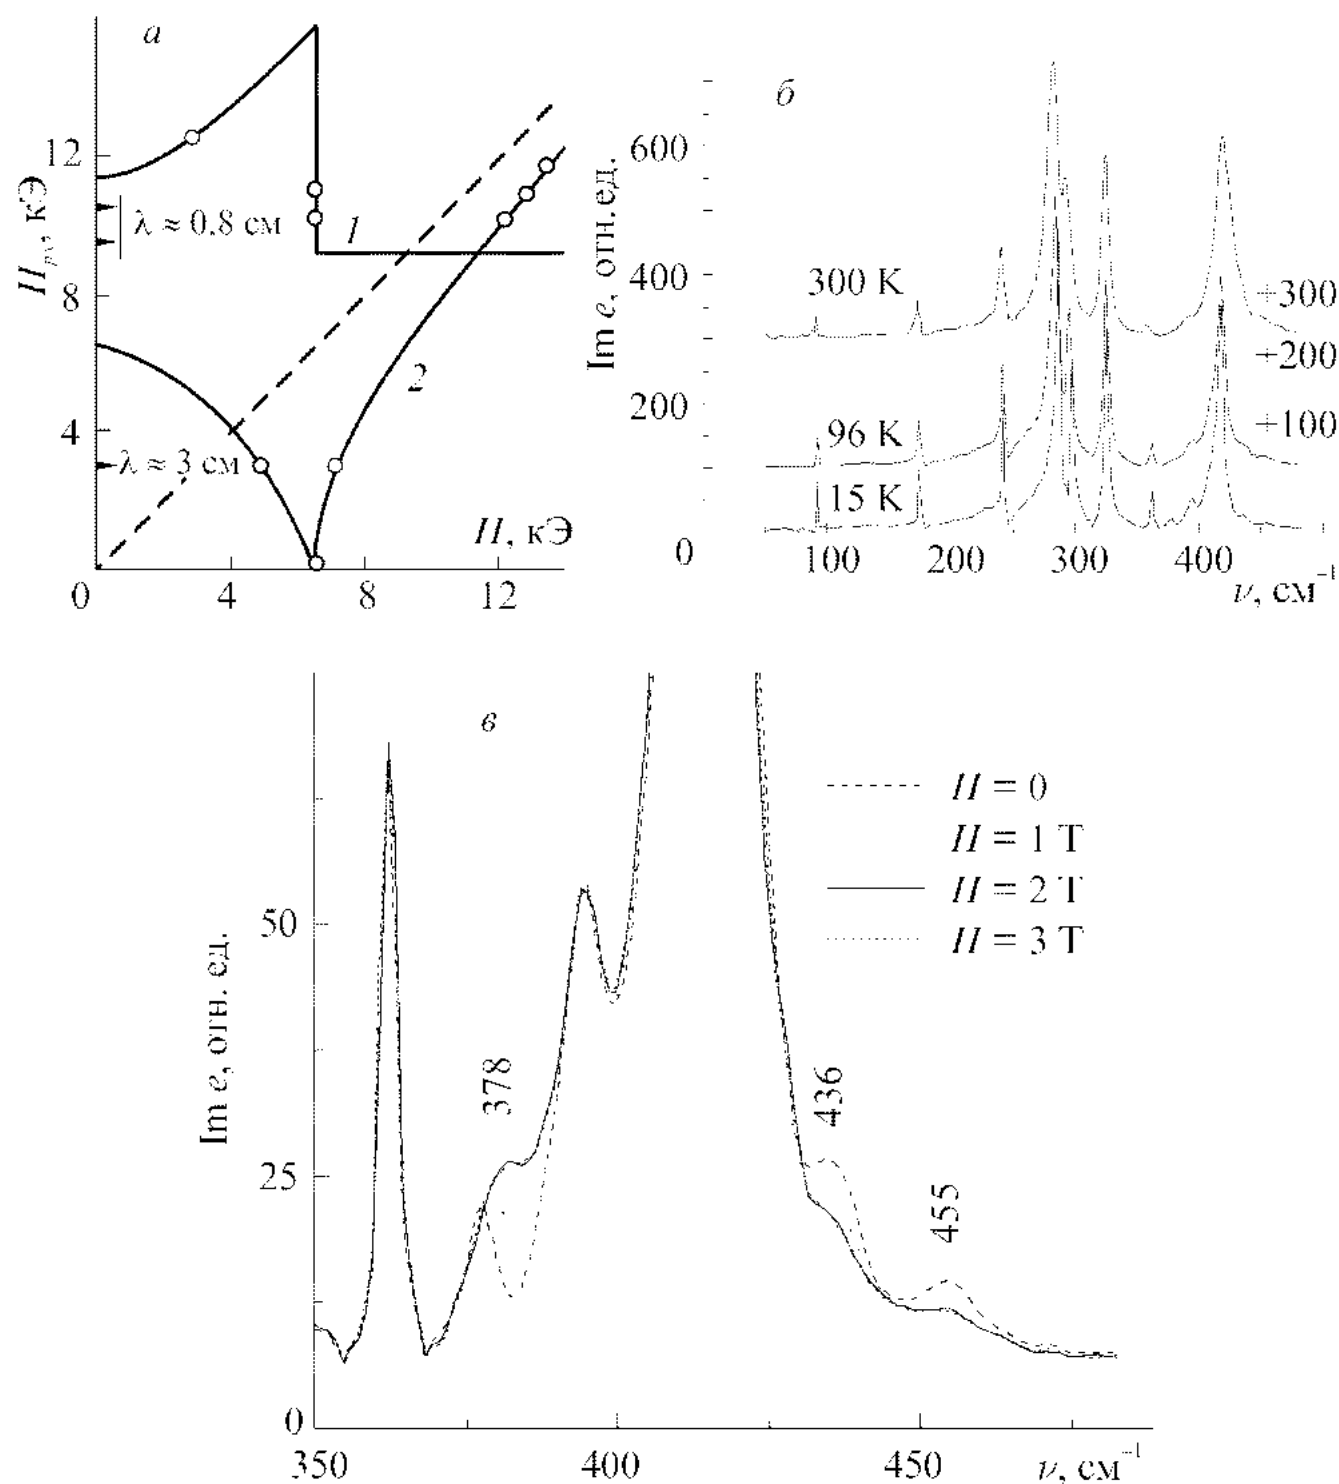 а
12
8
4
0
4
8
12
H, кЭ
λ ≈ 0.8 см
λ ≈ 3 см
1
2
б
Im e, отн. ед.
600
400
200
0
300 K
96 K
15 K
+300
+200
+100
100
200
300
400
ν, см⁻¹
в
H = 0
H = 1 T
H = 2 T
H = 3 T
Im e, отн. ед.
50
25
0
378
436
455
350
400
450
ν, см⁻¹